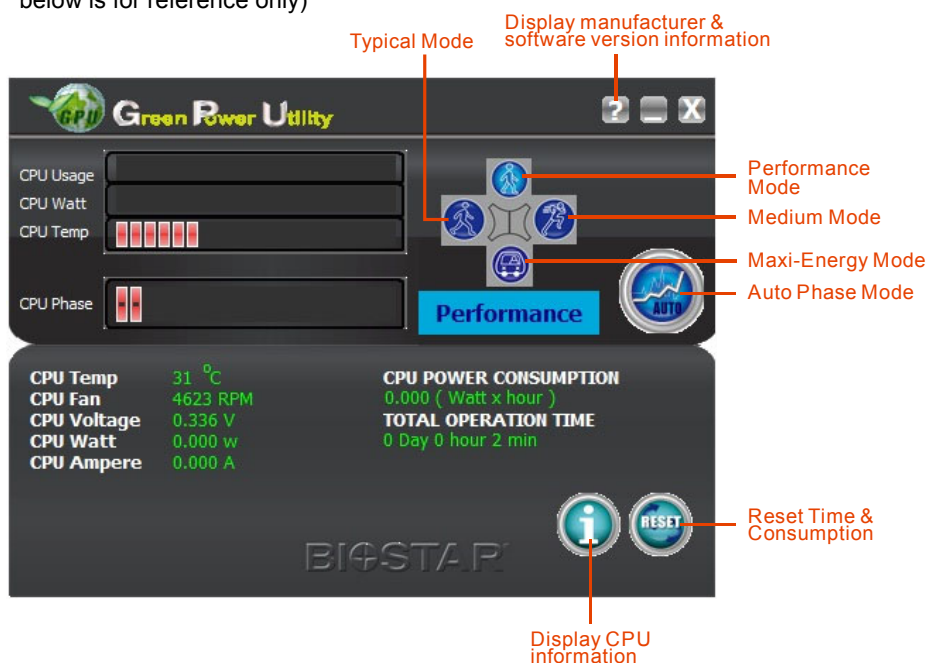 below is for reference only)
Display manufacturer &
software version information
Typical Mode
GPU
Green Power Utility
?
X
CPU Usage
CPU Watt
CPU Temp
CPU Phase
Performance
Mode
Medium Mode
Maxi-Energy Mode
Auto Phase Mode
AUTO
Performance
CPU Temp 31 °C
CPU Fan 4623 RPM
CPU Voltage 0.336 V
CPU Watt 0.000 w
CPU Ampere 0.000 A
CPU POWER CONSUMPTION
0.000 ( Watt x hour )
TOTAL OPERATION TIME
0 Day 0 hour 2 min
i
RESET
Reset Time &
Consumption
BIOSTAR
Display CPU
information